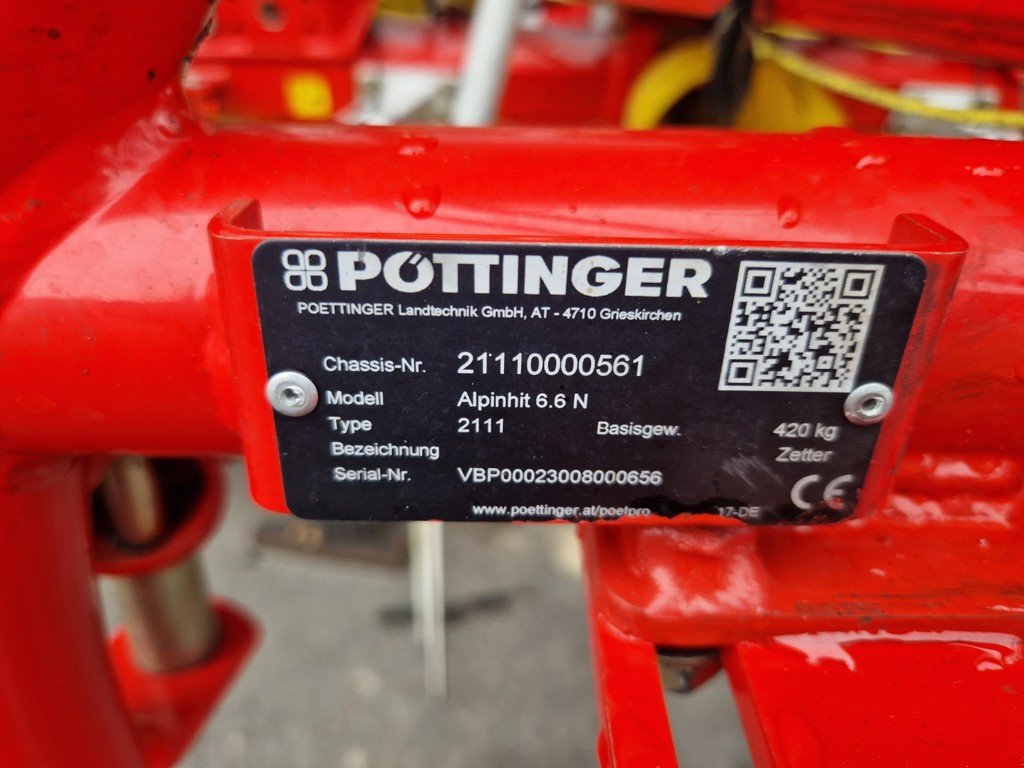 PÖTTINGER
POETTINGER Landtechnik GmbH, AT - 4710 Grieskirchen
Chassis-Nr. 21110000561
Modell Alpinhit 6.6 N
Type 2111 Basisgew. 420 kg
Bezeichnung Zetter
Serial-Nr. VBP00023008000656
CE
www.poettinger.at/poetpro 17-DE